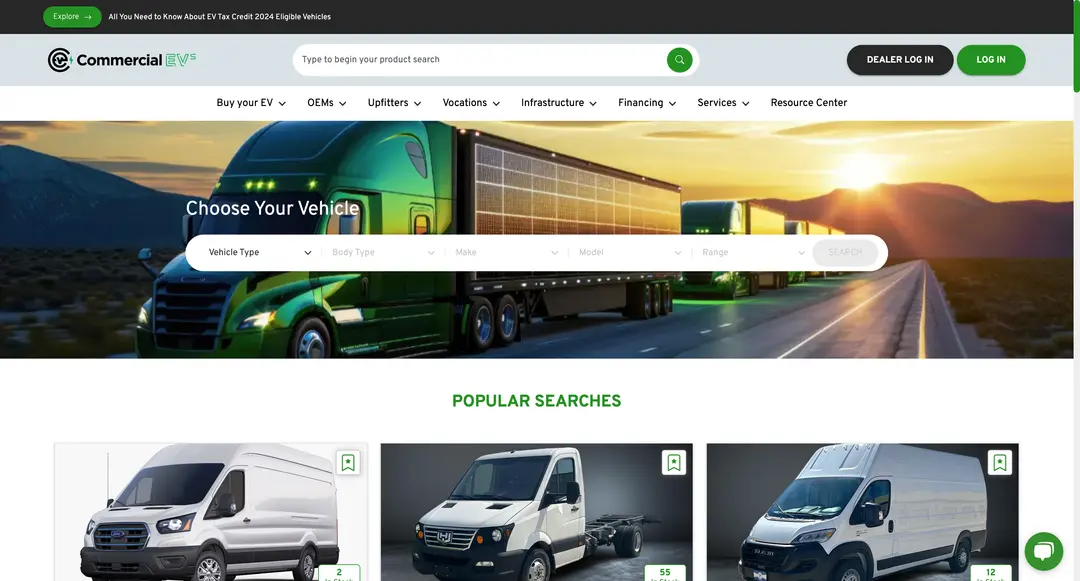 Explore → All You Need to Know About EV Tax Credit 2024 Eligible Vehicles
Commercial EVs
Type to begin your product search
DEALER LOG IN
LOG IN
Buy your EV OEMs Upfitters Vocations Infrastructure Financing Services Resource Center
Choose Your Vehicle
Vehicle Type Body Type Make Model Range SEARCH
POPULAR SEARCHES
2
In Stock
55
In Stock
12
In Stock